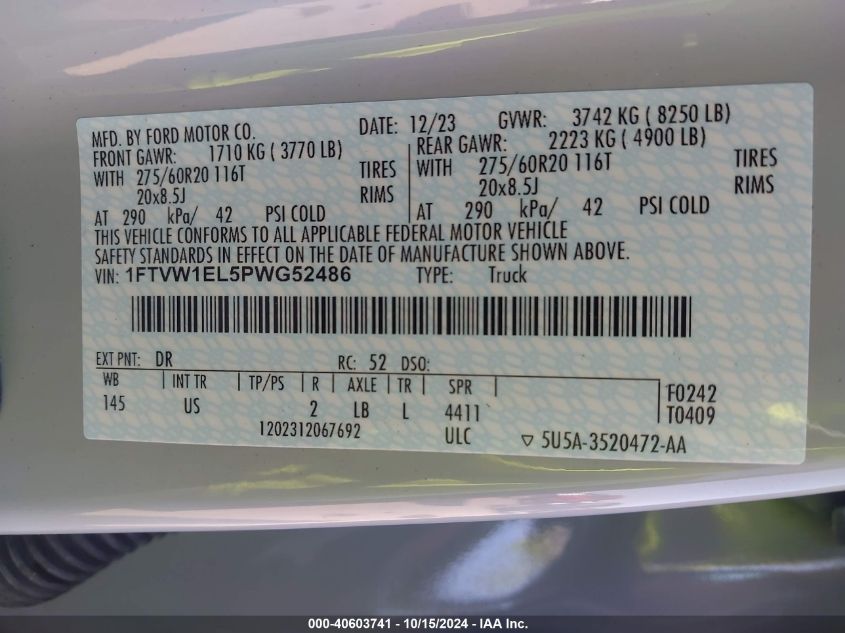 MFD. BY FORD MOTOR CO. DATE: 12/23 GVWR: 3742 KG ( 8250 LB)
FRONT GAWR: 1710 KG ( 3770 LB) REAR GAWR: 2223 KG ( 4900 LB)
WITH 275/60R20 116T TIRES WITH 275/60R20 116T TIRES
20x8.5J RIMS 20x8.5J RIMS
AT 290 kPa/ 42 PSI COLD AT 290 kPa/ 42 PSI COLD
THIS VEHICLE CONFORMS TO ALL APPLICABLE FEDERAL MOTOR VEHICLE
SAFETY STANDARDS IN EFFECT ON THE DATE OF MANUFACTURE SHOWN ABOVE.
VIN: 1FTVW1EL5PWG52486 TYPE: Truck
EXT PNT: DR RC: 52 DSO:
WB INT TR TP/PS R AXLE TR SPR F0242
145 US 2 LB L 4411 T0409
1202312067692 ULC ▽ 5U5A-3520472-AA
000-40603741 - 10/15/2024 - IAA Inc.